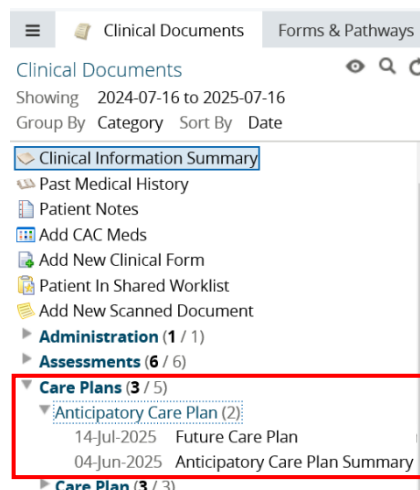 Clinical Documents Forms & Pathways
Clinical Documents
Showing 2024-07-16 to 2025-07-16
Group By Category Sort By Date
Clinical Information Summary
Past Medical History
Patient Notes
Add CAC Meds
Add New Clinical Form
Patient In Shared Worklist
Add New Scanned Document
Administration (1 / 1)
Assessments (6 / 6)
Care Plans (3 / 5)
Anticipatory Care Plan (2)
14-Jul-2025 Future Care Plan
04-Jun-2025 Anticipatory Care Plan Summary
Care Plan (3 / 3)